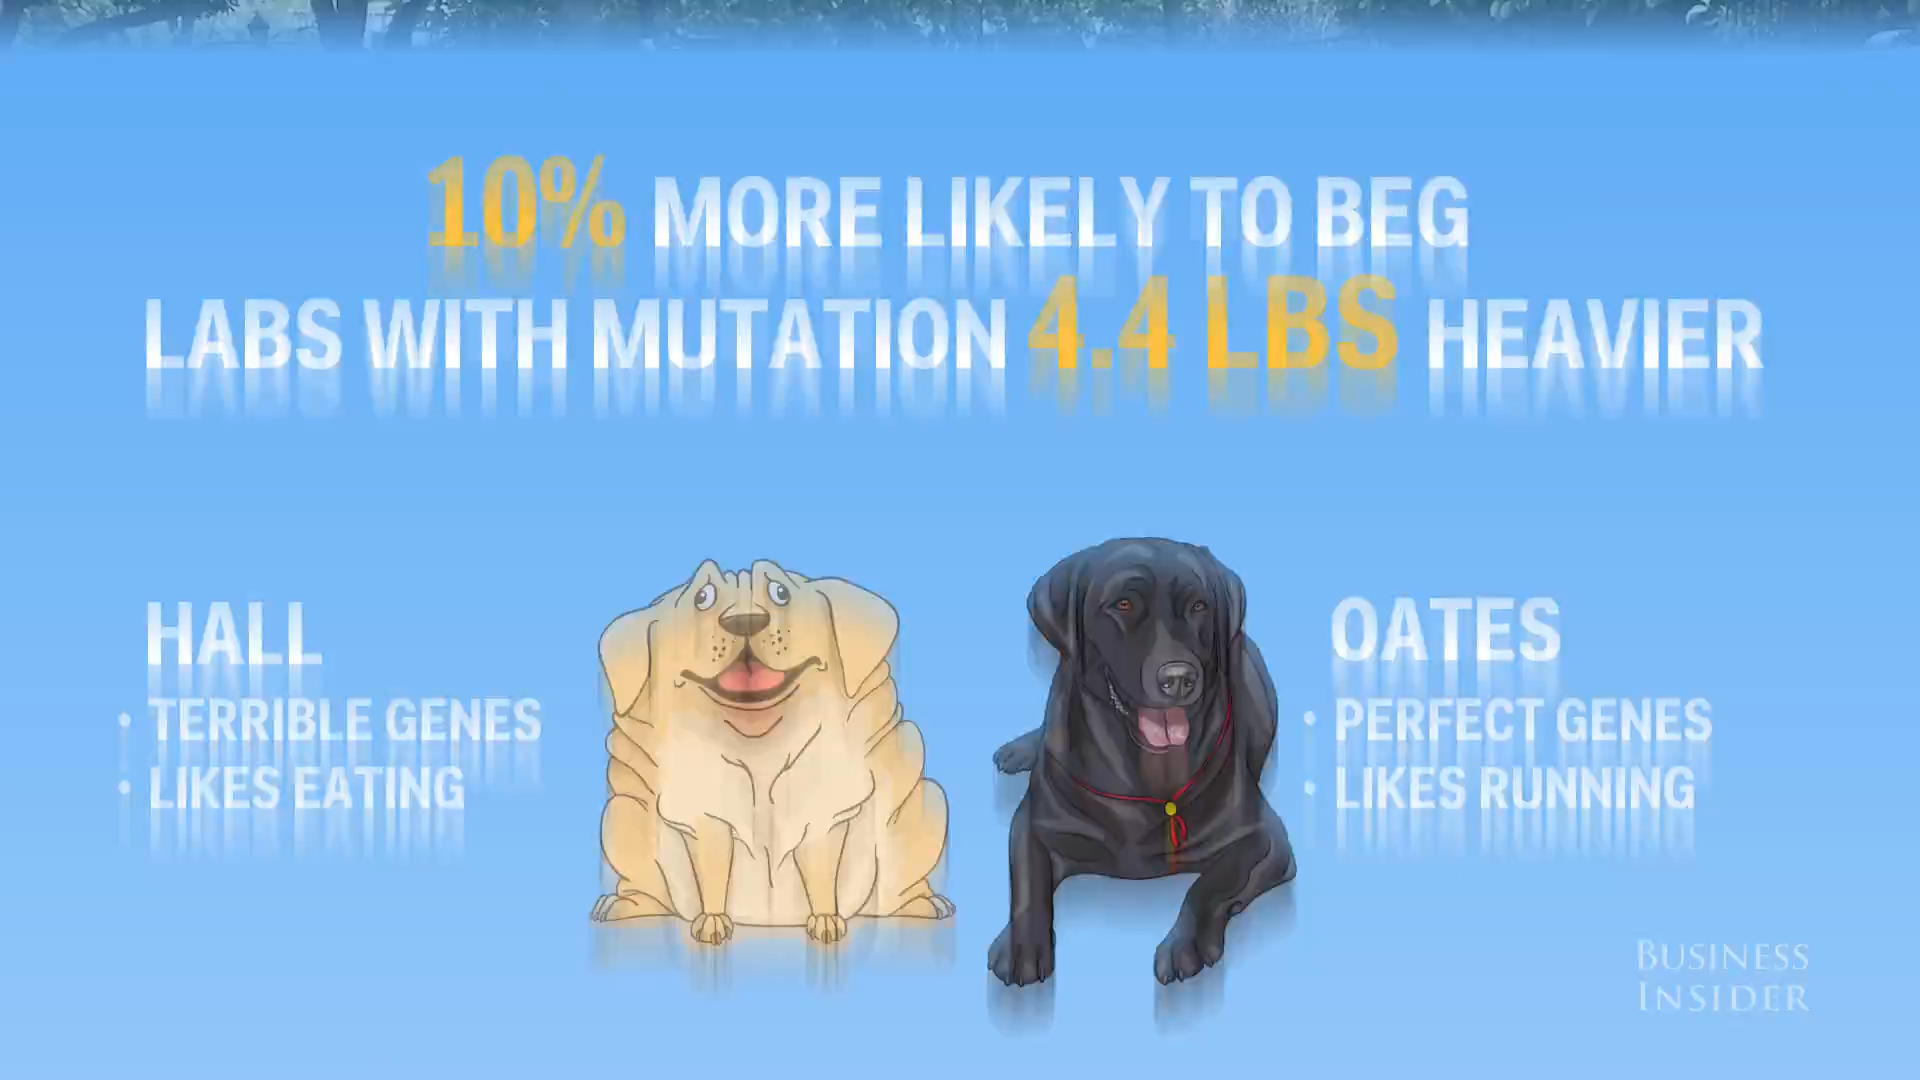 10% MORE LIKELY TO BEG
LABS WITH MUTATION 4.4 LBS HEAVIER
HALL
• TERRIBLE GENES
• LIKES EATING
OATES
• PERFECT GENES
• LIKES RUNNING
BUSINESS
INSIDER